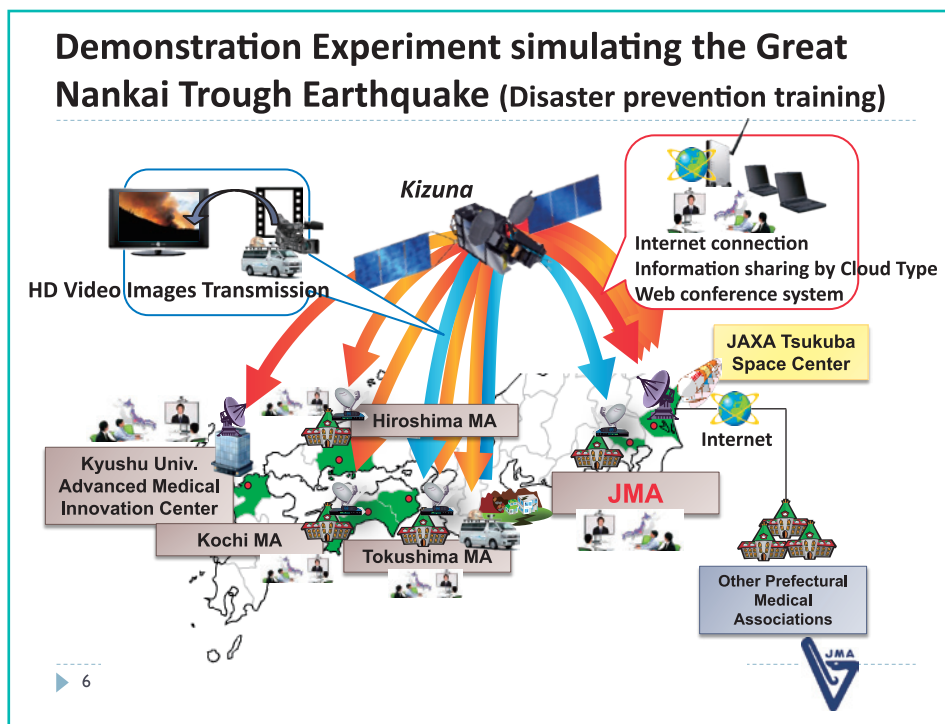 Demonstration Experiment simulating the Great
Nankai Trough Earthquake (Disaster prevention training)
Kizuna
HD Video Images Transmission
Internet connection
Information sharing by Cloud Type
Web conference system
JAXA Tsukuba
Space Center
Internet
Hiroshima MA
Kyushu Univ.
Advanced Medical
Innovation Center
JMA
Kochi MA
Tokushima MA
Other Prefectural
Medical
Associations
JMA
6